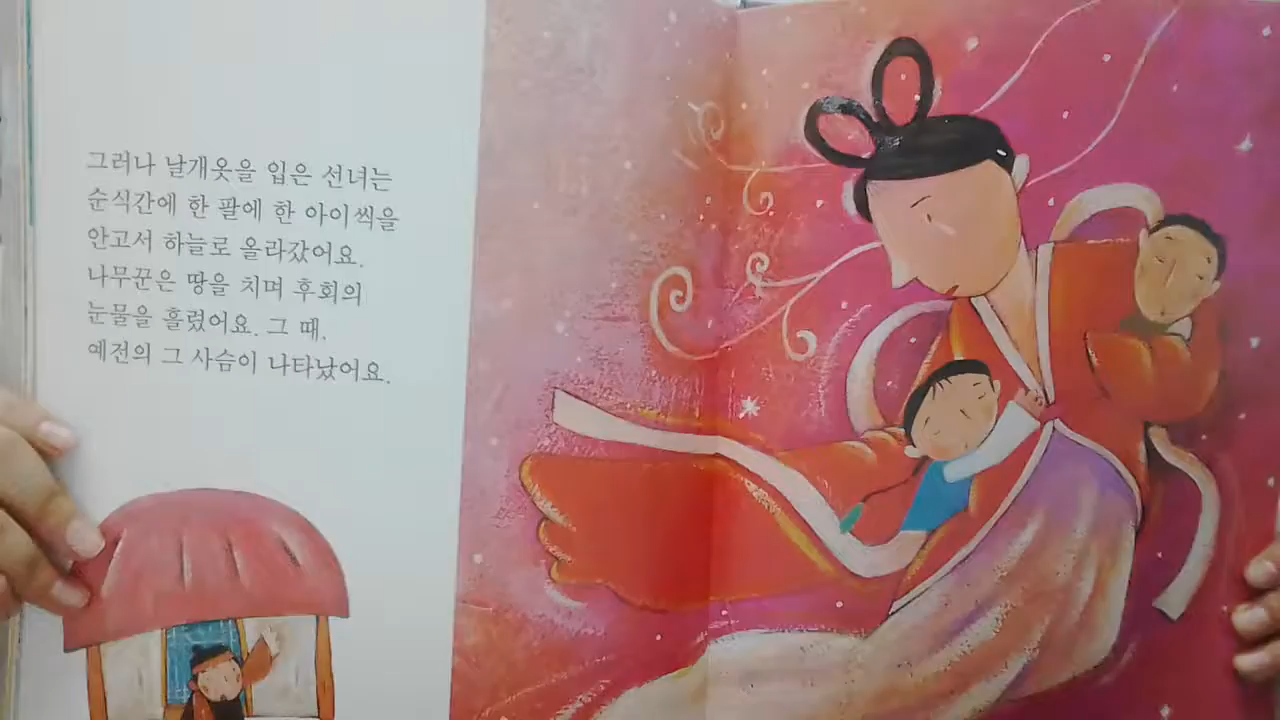 그러나 날개옷을 입은 선녀는
순식간에 한 팔에 한 아이씩을
안고서 하늘로 올라갔어요.
나무꾼은 땅을 치며 후회의
눈물을 흘렸어요. 그 때,
예전의 그 사슴이 나타났어요.